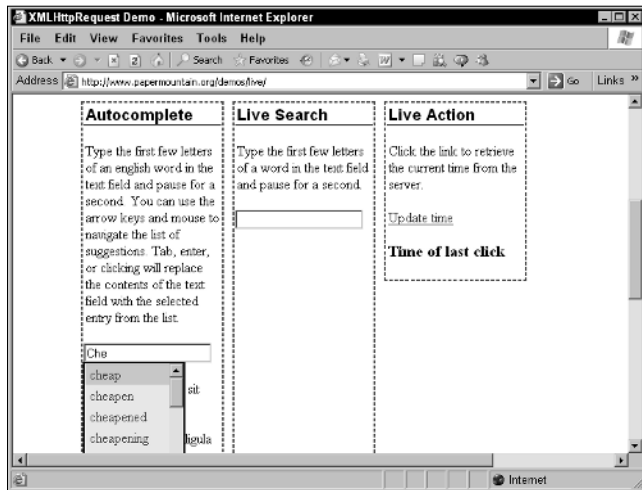 XMLHttpRequest Demo - Microsoft Internet Explorer
File Edit View Favorites Tools Help
Back Search Favorites
Address http://www.papermountain.org/demos/live/ Go Links »
Autocomplete
Type the first few letters
of an english word in the
text field and pause for a
second. You can use the
arrow keys and mouse to
navigate the list of
suggestions. Tab, enter,
or clicking will replace
the contents of the text
field with the selected
entry from the list.
Che
cheap
cheapen
cheapened
cheapening
sit
ligula
Live Search
Type the first few letters
of a word in the text field
and pause for a second.
Live Action
Click the link to retrieve
the current time from the
server.
Update time
Time of last click
Internet